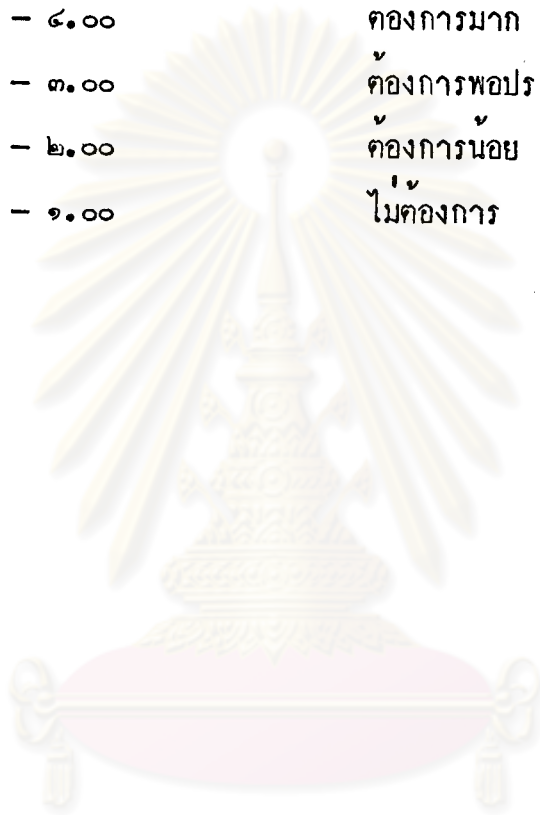 - ๔.๐๐ ตองการมาก
- ๓.๐๐ ต้องการพอปร
- ๒.๐๐ ต้องการน้อย
- ๑.๐๐ ไม่ต้องการ